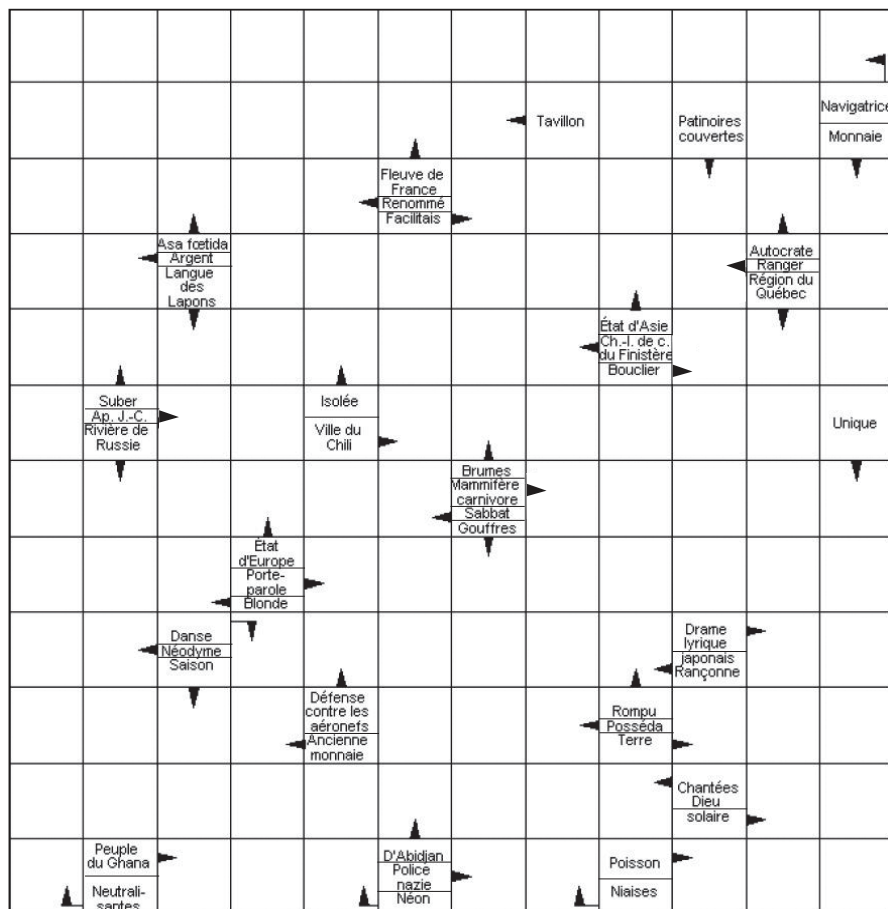 Tavillon
Patinoires
couvertes
Navigatrice
Monnaie
Fleuve de
France
Renommé
Facilitais
Asa fœtida
Argent
Langue
des
Lapons
Autocrate
Ranger
Région du
Québec
État d'Asie
Ch.-l. de c.
du Finistère
Bouclier
Suber
Ap. J.-C.
Rivière de
Russie
Isolée
Ville du
Chili
Unique
Brumes
Mammifère
carnivore
Sabbat
Gouffres
État
d'Europe
Porte-
parole
Blonde
Danse
Néodyme
Saison
Drame
lyrique
japonais
Rançonne
Défense
contre les
aéronefs
Ancienne
monnaie
Rompu
Posséda
Terre
Chantées
Dieu
solaire
Peuple
du Ghana
Neutrali-
santes
D'Abidjan
Police
nazie
Néon
Poisson
Niaises